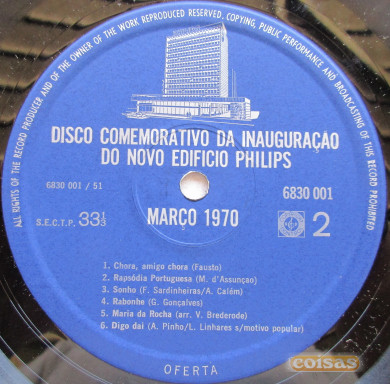 ALL RIGHTS OF THE RECORD PRODUCER AND OF THE OWNER OF THE WORK REPRODUCED RESERVED, COPYING, PUBLIC PERFORMANCE AND BROADCASTING OF THIS RECORD PROHIBITED
DISCO COMEMORATIVO DA INAUGURAÇÃO
DO NOVO EDIFICIO PHILIPS
6830 001 / 51
6830 001
S.E.C.T.P. 33⅓
MARÇO 1970
2
1. Chora, amigo chora (Fausto)
2. Rapsódia Portuguesa (M. d'Assunçao)
3. Sonho (F. Sardinheiras/A. Calém)
4. Rabonhe (G. Gonçalves)
5. Maria da Rocha (arr. V. Brederode)
6. Digo dai (A. Pinho/L. Linhares s/motivo popular)
OFERTA
coisas